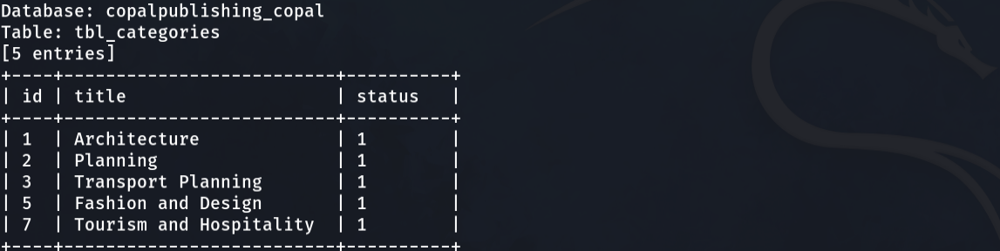 Database: copalpublishing_copal
Table: tbl_categories
[5 entries]
+----+--------------------------+----------+
| id | title                    | status   |
+----+--------------------------+----------+
| 1  | Architecture             | 1        |
| 2  | Planning                 | 1        |
| 3  | Transport Planning       | 1        |
| 5  | Fashion and Design       | 1        |
| 7  | Tourism and Hospitality  | 1        |
+----+--------------------------+----------+